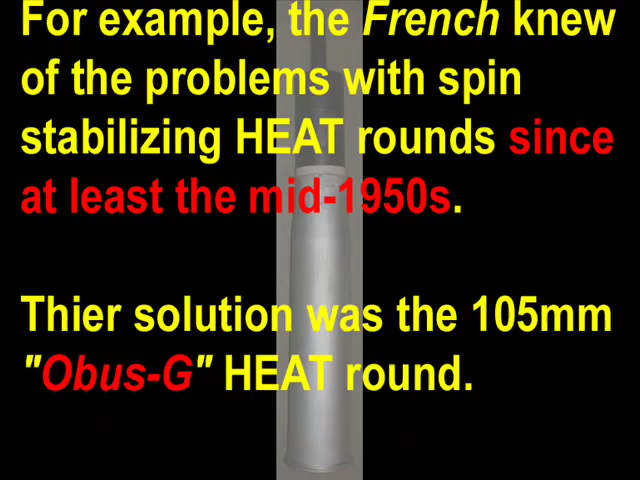 For example, the French knew
of the problems with spin
stabilizing HEAT rounds since
at least the mid-1950s.
Thier solution was the 105mm
"Obus-G" HEAT round.